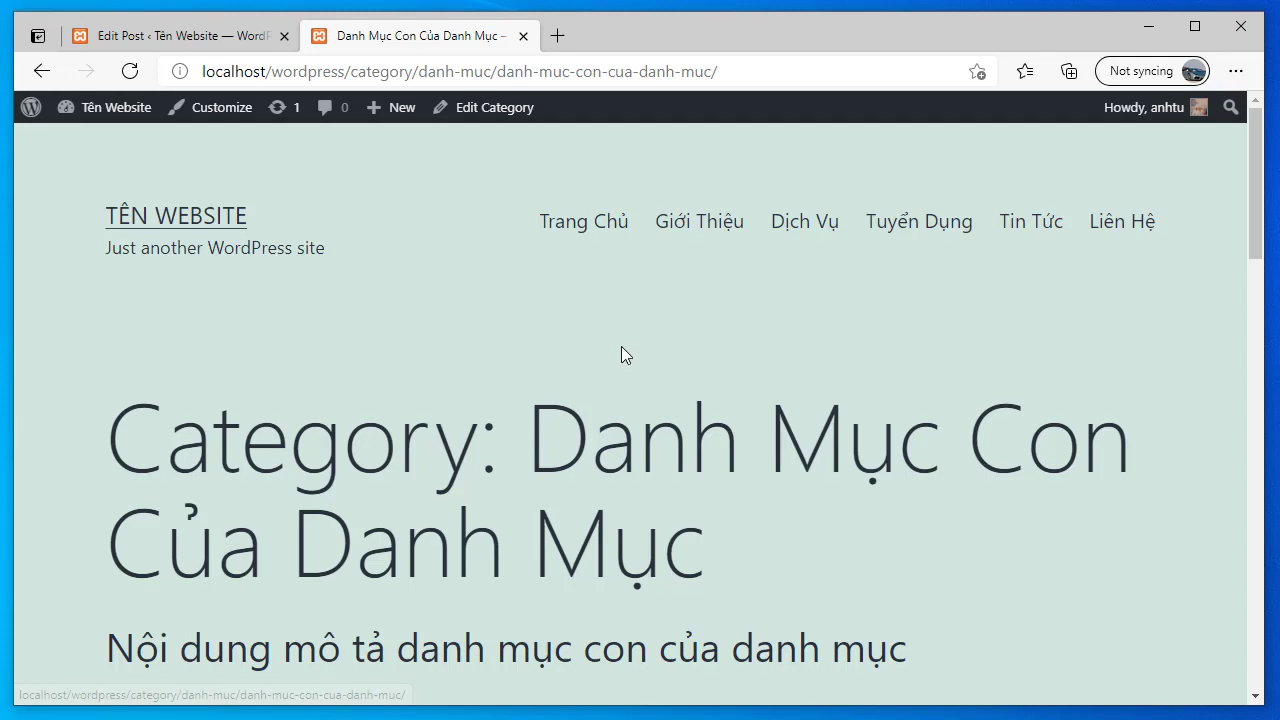 Edit Post ‹ Tên Website — WordP
Danh Mục Con Của Danh Mục –
localhost/wordpress/category/danh-muc/danh-muc-con-cua-danh-muc/
Not syncing
Tên Website
Customize
1
0
New
Edit Category
Howdy, anhtu
TÊN WEBSITE
Just another WordPress site
Trang Chủ
Giới Thiệu
Dịch Vụ
Tuyển Dụng
Tin Tức
Liên Hệ
Category: Danh Mục Con
Của Danh Mục
Nội dung mô tả danh mục con của danh mục
localhost/wordpress/category/danh-muc/danh-muc-con-cua-danh-muc/